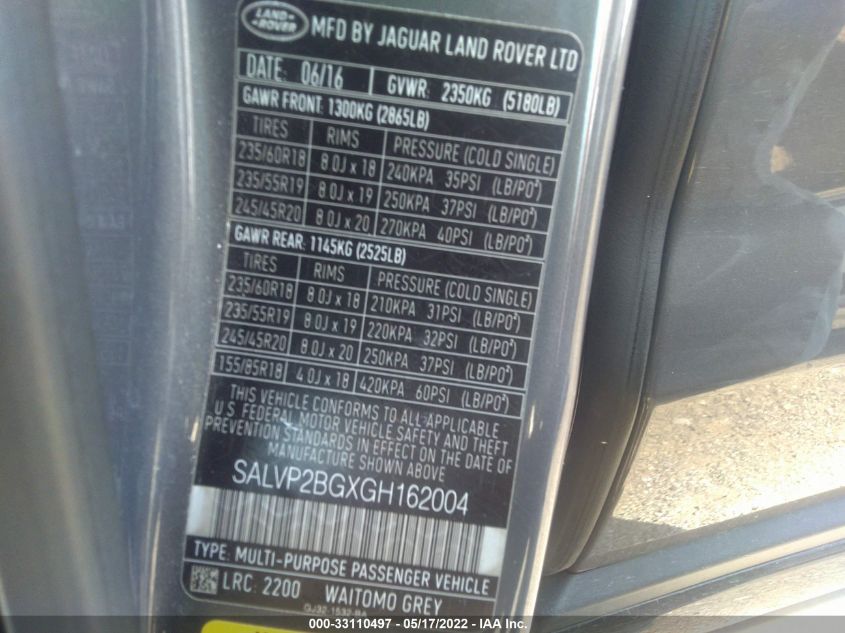 LAND-ROVER MFD BY JAGUAR LAND ROVER LTD
DATE: 06/16 GVWR: 2350KG (5180LB)
GAWR FRONT: 1300KG (2865LB)
TIRES RIMS PRESSURE (COLD SINGLE)
235/60R18 8.0J x 18 240KPA 35PSI (LB/PO²)
235/55R19 8.0J x 19 250KPA 37PSI (LB/PO²)
245/45R20 8.0J x 20 270KPA 40PSI (LB/PO²)
GAWR REAR: 1145KG (2525LB)
TIRES RIMS PRESSURE (COLD SINGLE)
235/60R18 8.0J x 18 210KPA 31PSI (LB/PO²)
235/55R19 8.0J x 19 220KPA 32PSI (LB/PO²)
245/45R20 8.0J x 20 250KPA 37PSI (LB/PO²)
155/85R18 4.0J x 18 420KPA 60PSI (LB/PO²)
THIS VEHICLE CONFORMS TO ALL APPLICABLE
U.S. FEDERAL MOTOR VEHICLE SAFETY AND THEFT
PREVENTION STANDARDS IN EFFECT ON THE DATE OF
MANUFACTURE SHOWN ABOVE
SALVP2BGXGH162004
TYPE: MULTI-PURPOSE PASSENGER VEHICLE
LRC: 2200 WAITOMO GREY
GJ32-1532-BA
000-33110497 - 05/17/2022 - IAA Inc.